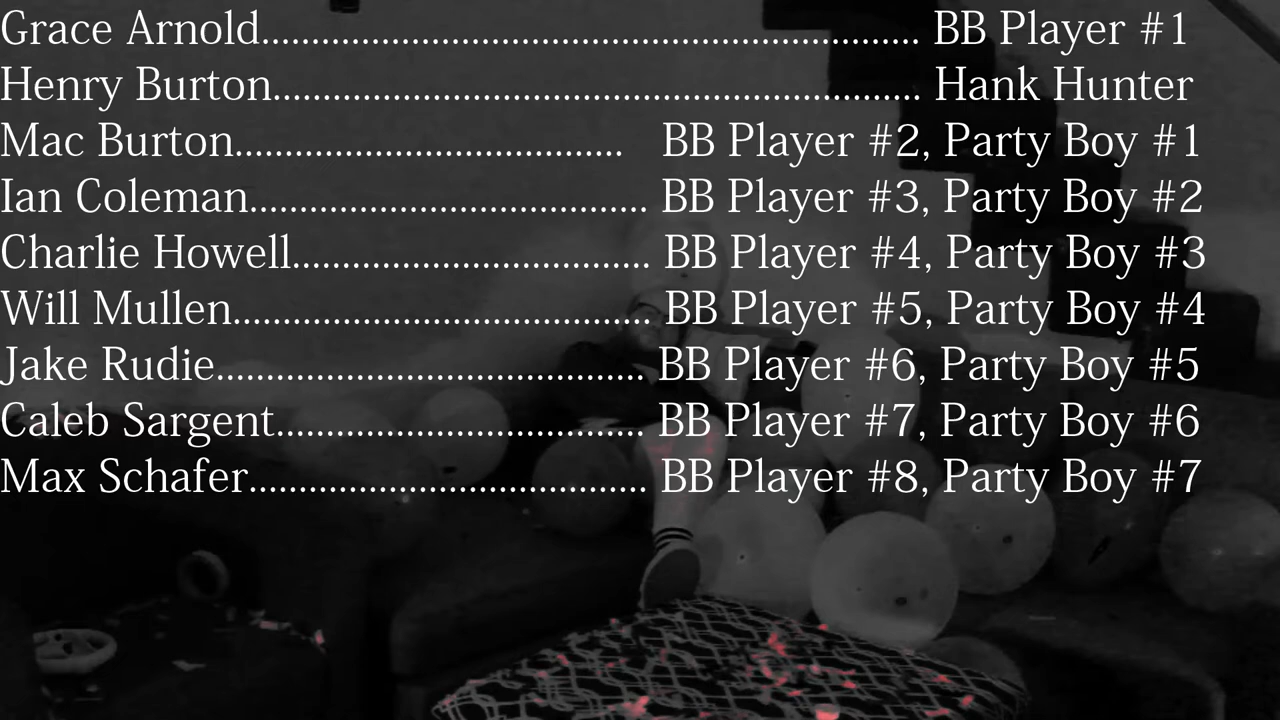 Grace Arnold................................................................. BB Player #1
Henry Burton................................................................ Hank Hunter
Mac Burton...................................... BB Player #2, Party Boy #1
Ian Coleman....................................... BB Player #3, Party Boy #2
Charlie Howell................................... BB Player #4, Party Boy #3
Will Mullen......................................... BB Player #5, Party Boy #4
Jake Rudie.......................................... BB Player #6, Party Boy #5
Caleb Sargent.................................... BB Player #7, Party Boy #6
Max Schafer....................................... BB Player #8, Party Boy #7